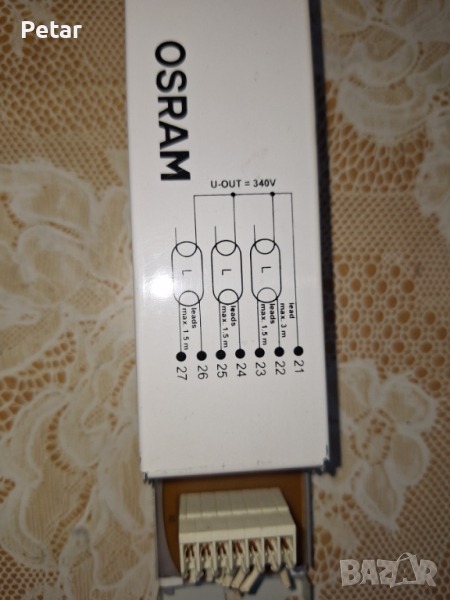 Petar
OSRAM
U-OUT = 340V
L
L
L
leads
max. 1.5 m
leads
max. 1.5 m
leads
max. 1.5 m
lead
max. 3 m
27
26
25
24
23
22
21
BAZAR